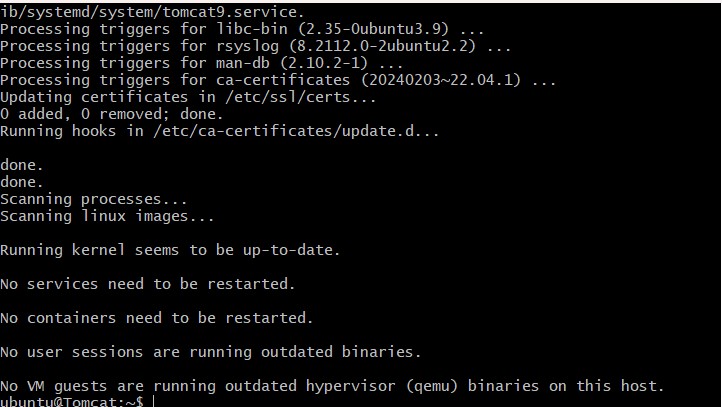 ib/systemd/system/tomcat9.service.
Processing triggers for libc-bin (2.35-0ubuntu3.9) ...
Processing triggers for rsyslog (8.2112.0-2ubuntu2.2) ...
Processing triggers for man-db (2.10.2-1) ...
Processing triggers for ca-certificates (20240203~22.04.1) ...
Updating certificates in /etc/ssl/certs...
0 added, 0 removed; done.
Running hooks in /etc/ca-certificates/update.d...
done.
done.
Scanning processes...
Scanning linux images...
Running kernel seems to be up-to-date.
No services need to be restarted.
No containers need to be restarted.
No user sessions are running outdated binaries.
No VM guests are running outdated hypervisor (qemu) binaries on this host.
ubuntu@Tomcat:~$